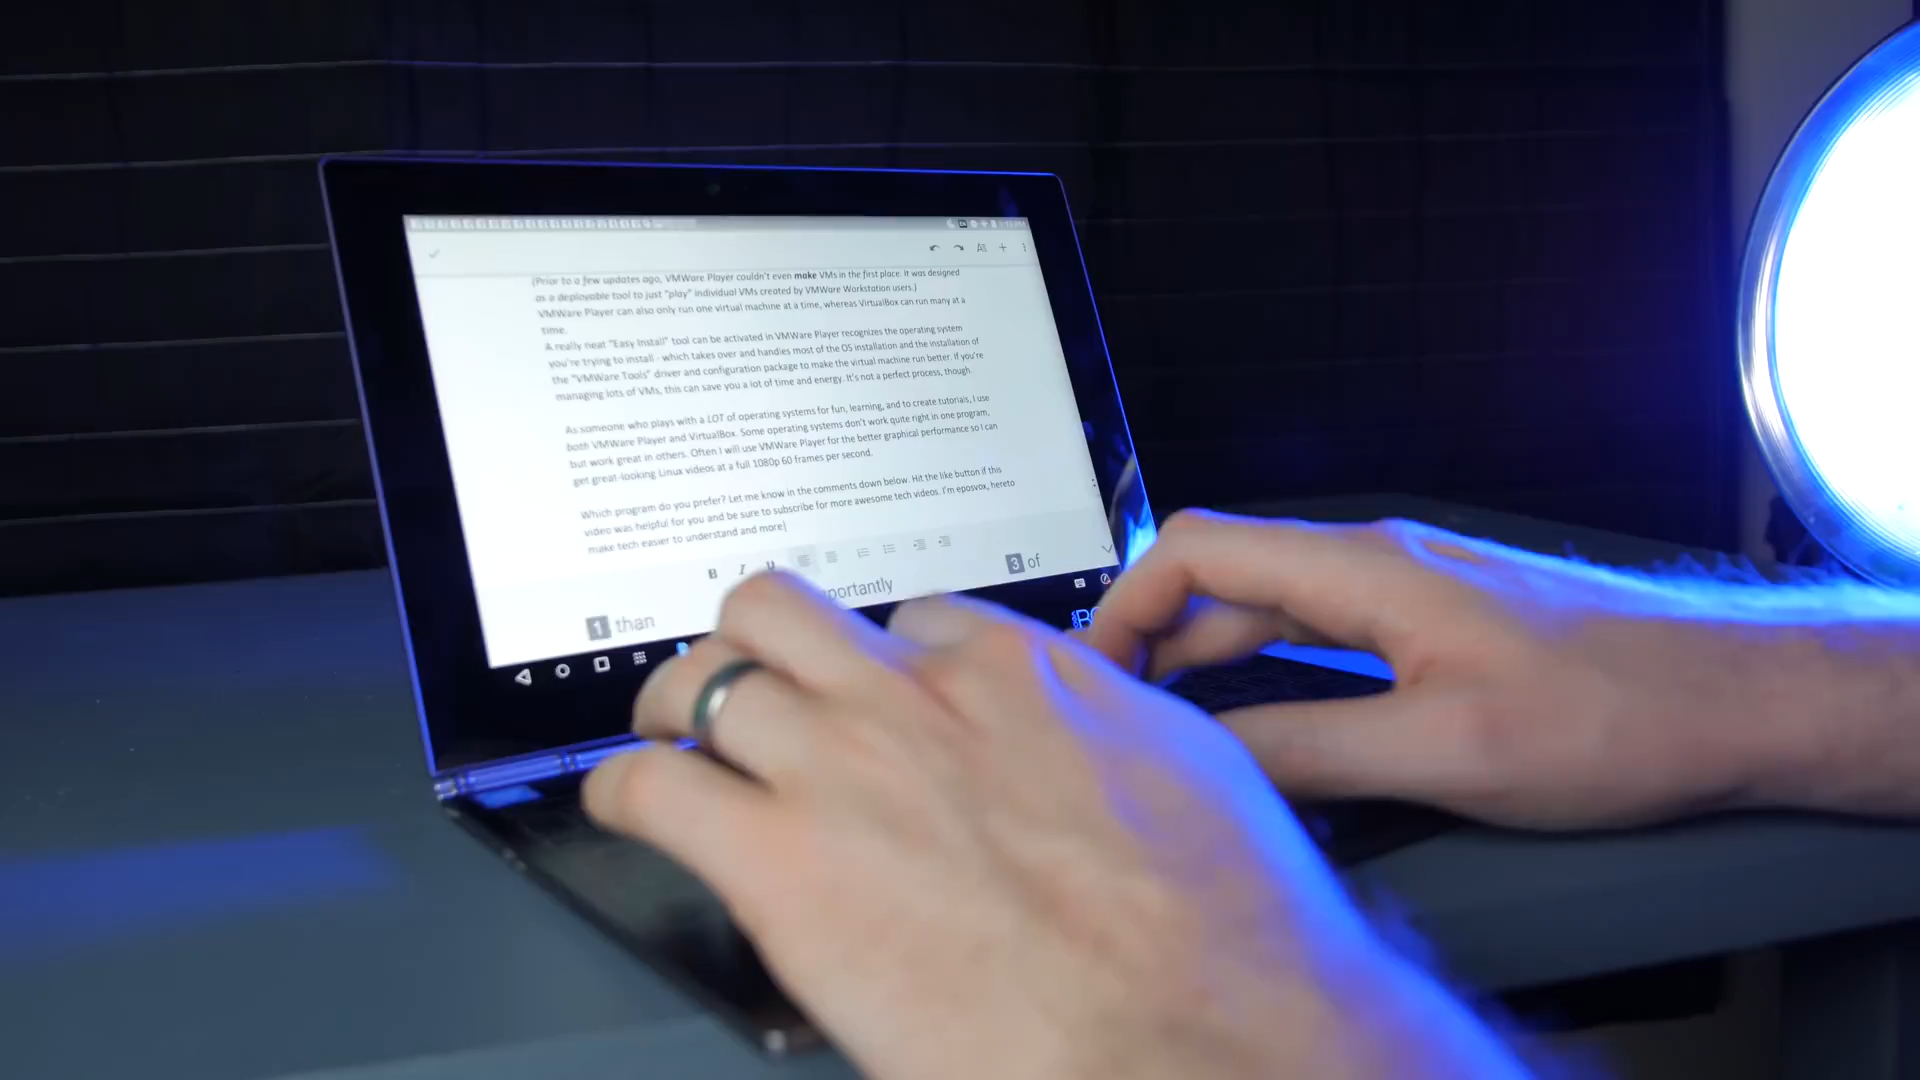 (Prior to a few updates ago, VMWare Player couldn't even make VMs in the first place. It was designed
as a deployable tool to just "play" individual VMs created by VMWare Workstation users.)
VMWare Player can also only run one virtual machine at a time, whereas VirtualBox can run many at a
time.
A really neat "Easy Install" tool can be activated in VMWare Player recognizes the operating system
you're trying to install - which takes over and handles most of the OS installation and the installation of
the "VMWare Tools" driver and configuration package to make the virtual machine run better. If you're
managing lots of VMs, this can save you a lot of time and energy. It's not a perfect process, though.
As someone who plays with a LOT of operating systems for fun, learning, and to create tutorials, I use
both VMWare Player and VirtualBox. Some operating systems don't work quite right in one program,
but work great in others. Often I will use VMWare Player for the better graphical performance so I can
get great-looking Linux videos at a full 1080p 60 frames per second.
Which program do you prefer? Let me know in the comments down below. Hit the like button if this
video was helpful for you and be sure to subscribe for more awesome tech videos. I'm eposvox, hereto
make tech easier to understand and more
B I U
1 than portantly 3 of